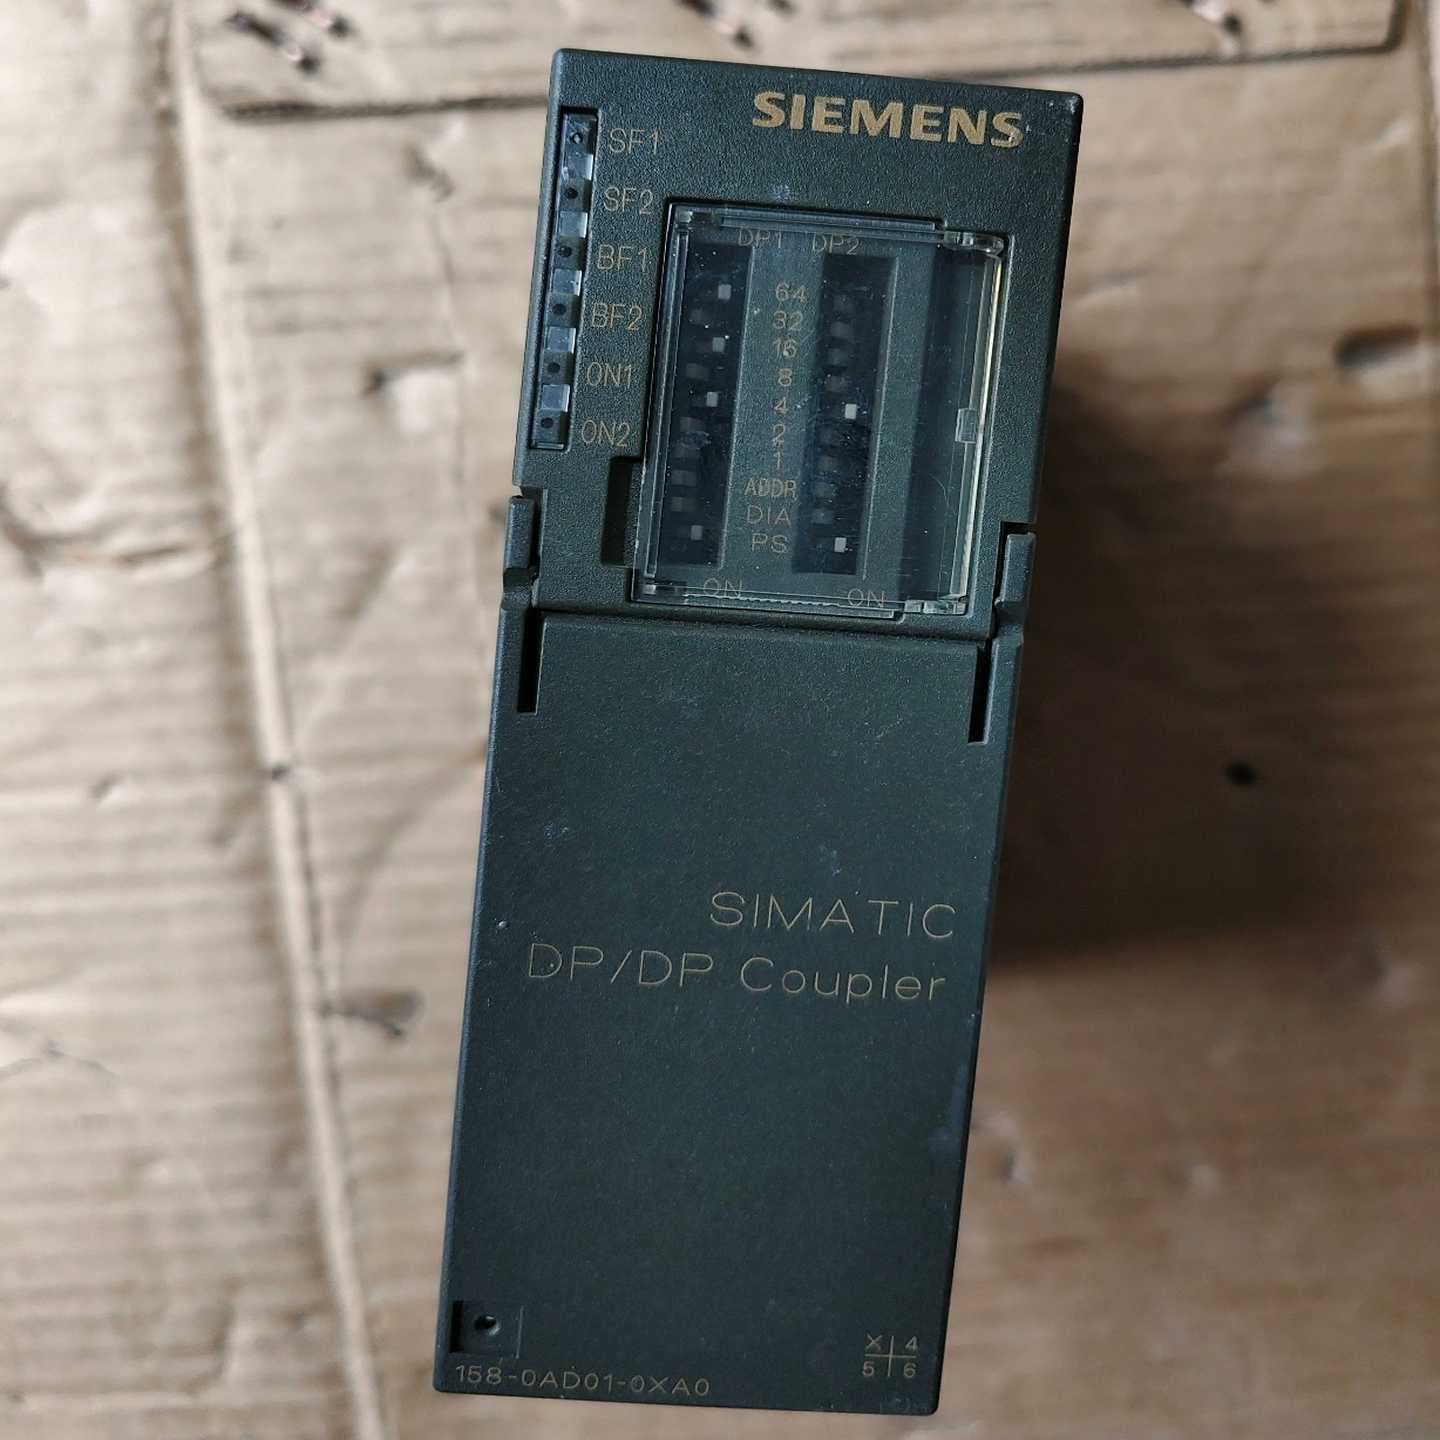 SIEMENS
SF1
SF2
BF1
BF2
ON1
ON2
DP1 DP2
64
32
16
8
4
2
1
ADDR
DIA
PS
ON ON
SIMATIC
DP/DP Coupler
X 4
5 6
158-0AD01-0XA0